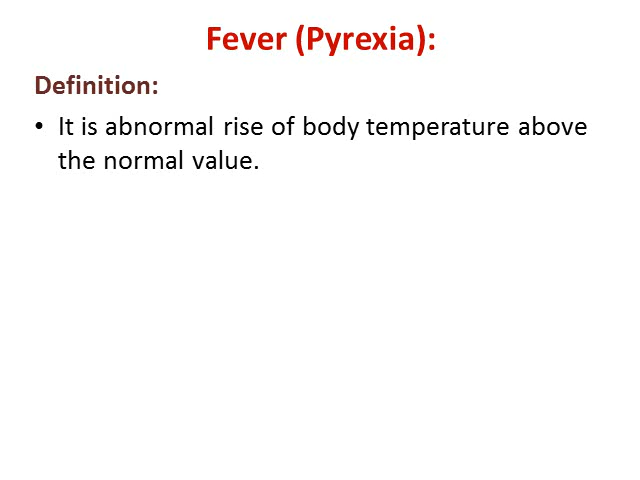 Fever (Pyrexia):
Definition:
• It is abnormal rise of body temperature above
the normal value.